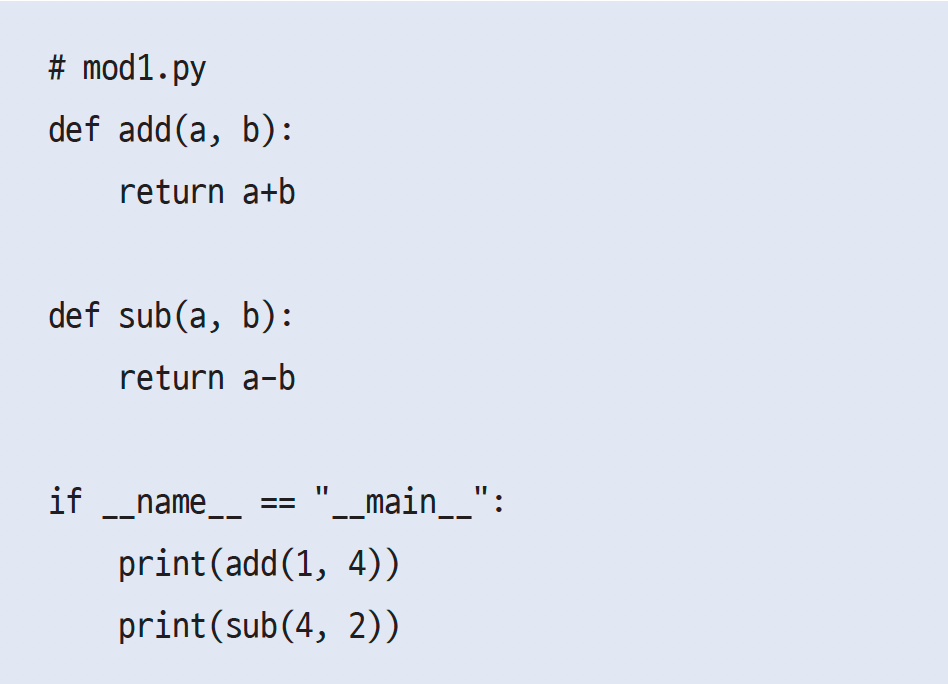 # mod1.py
def add(a, b):
    return a+b
def sub(a, b):
    return a-b
if __name__ == "__main__":
    print(add(1, 4))
    print(sub(4, 2))